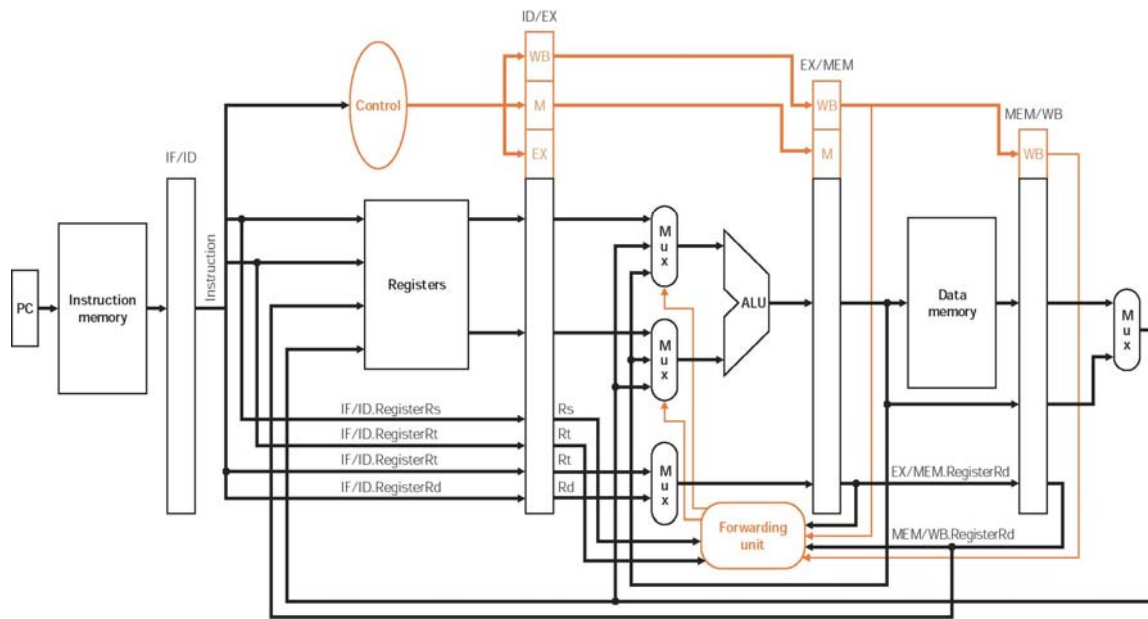 ID/EX
WB
EX/MEM
Control
M
WB
MEM/WB
IF/ID
EX
M
WB
Instruction
PC
Instruction
memory
Registers
M
u
x
ALU
M
u
x
Data
memory
M
u
x
IF/ID.RegisterRs
Rs
IF/ID.RegisterRt
Rt
IF/ID.RegisterRt
Rt
IF/ID.RegisterRd
Rd
M
u
x
EX/MEM.RegisterRd
Forwarding
unit
MEM/WB.RegisterRd